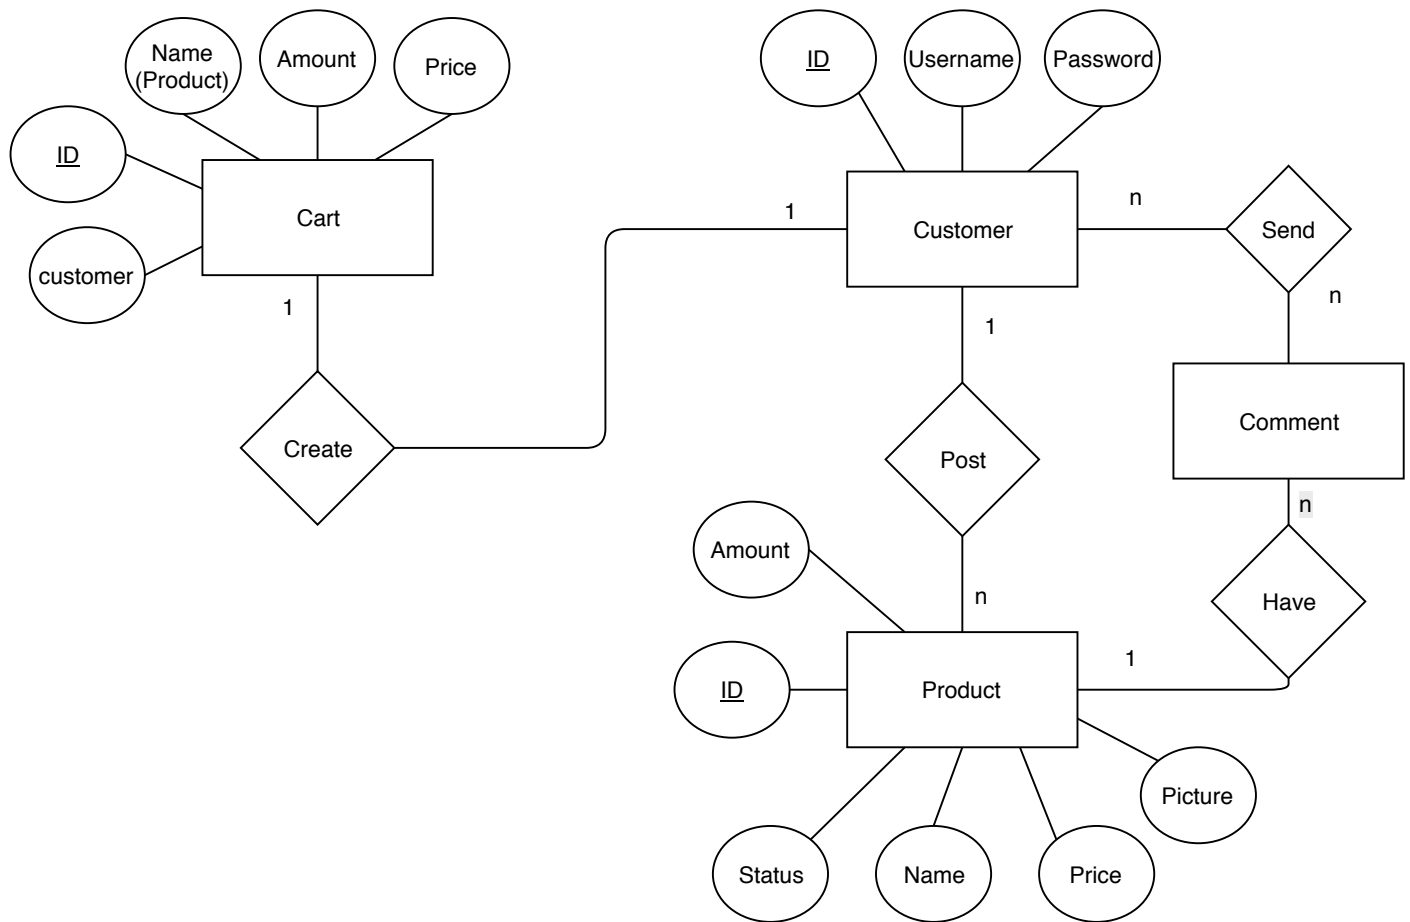 Name
(Product)
Amount
Price
ID
Username
Password
ID
customer
Cart
1
1
Customer
n
Send
n
1
Comment
Create
Post
n
Amount
n
Have
1
ID
Product
Picture
Status
Name
Price